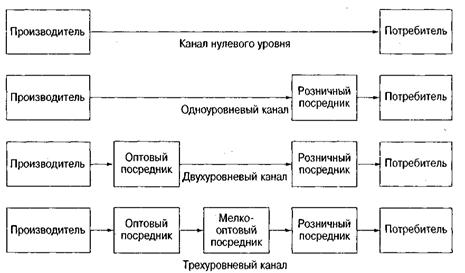 Производитель
Потребитель
Канал нулевого уровня
Производитель
Розничный
посредник
Потребитель
Одноуровневый канал
Производитель
Оптовый
посредник
Розничный
посредник
Потребитель
Двухуровневый канал
Производитель
Оптовый
посредник
Мелко-
оптовый
посредник
Розничный
посредник
Потребитель
Трехуровневый канал